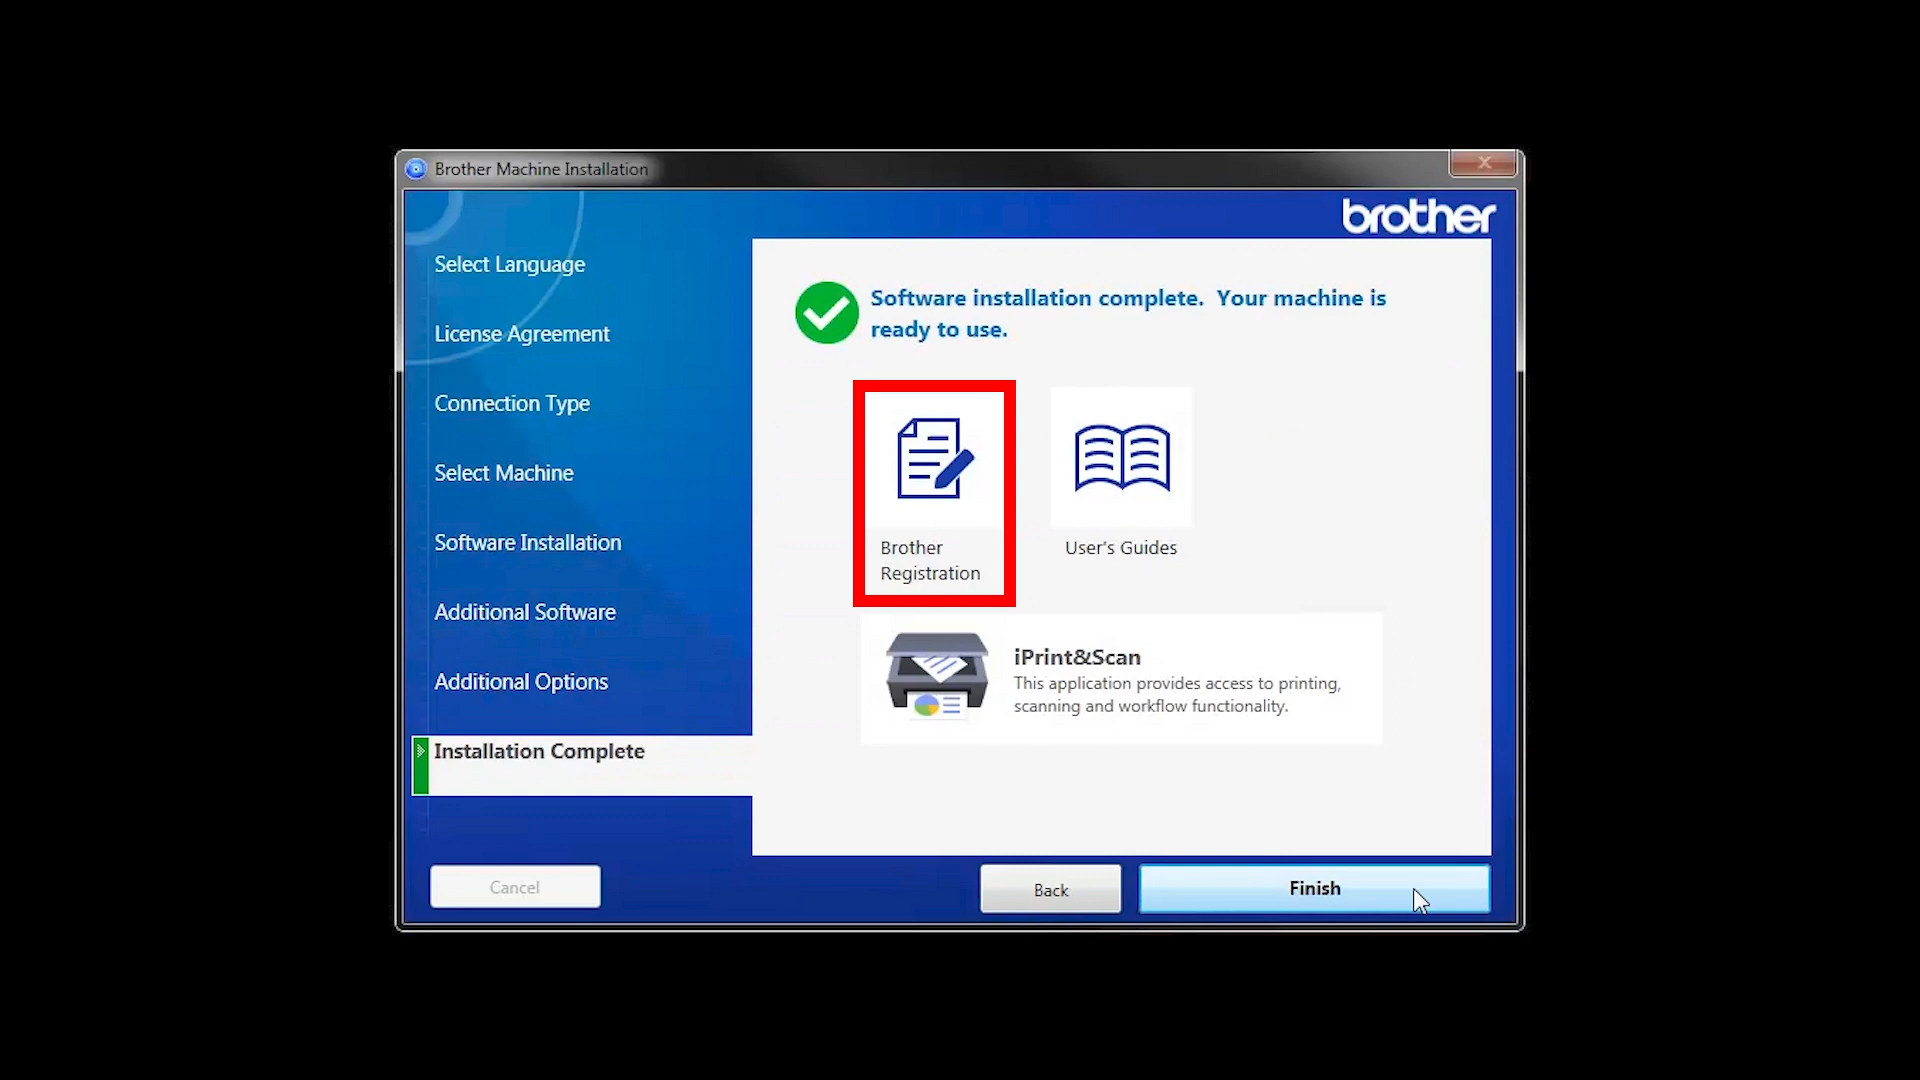 Brother Machine Installation
brother
Select Language
License Agreement
Connection Type
Select Machine
Software Installation
Additional Software
Additional Options
Installation Complete
Software installation complete. Your machine is
ready to use.
Brother
Registration
User's Guides
iPrint&Scan
This application provides access to printing,
scanning and workflow functionality.
Cancel
Back
Finish